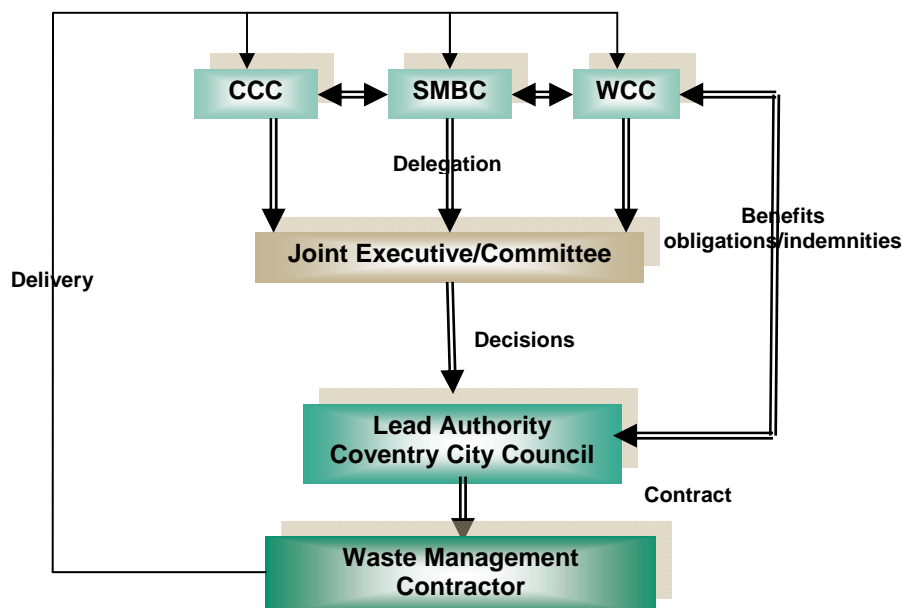 CCC
SMBC
WCC
Delegation
Benefits
obligations/indemnities
Joint Executive/Committee
Delivery
Decisions
Lead Authority
Coventry City Council
Contract
Waste Management
Contractor